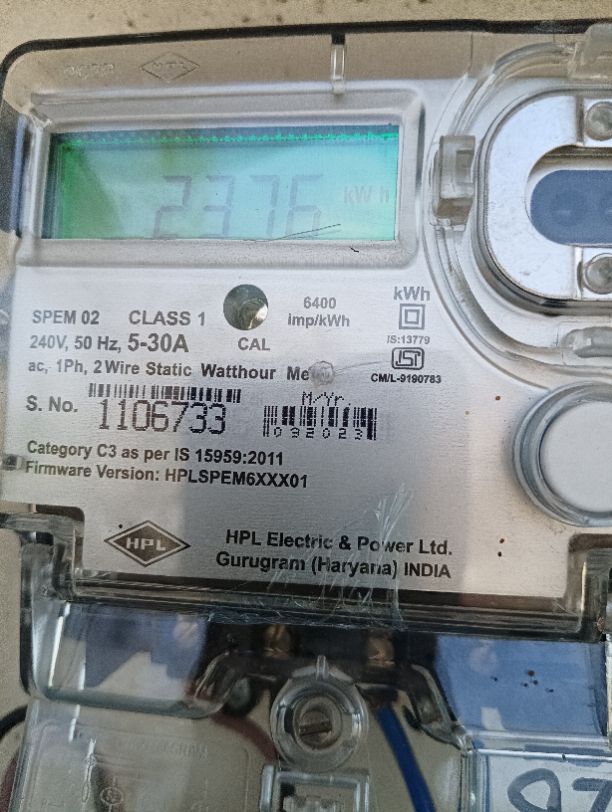 2376 kWh
SPEM 02 CLASS 1
240V, 50 Hz, 5-30A
CAL
6400
imp/kWh
kWh
IS:13779
ISI
CM/L-9190783
ac, 1Ph, 2 Wire Static Watthour Me
S. No. 1106733
M/Yr.
092023
Category C3 as per IS 15959:2011
Firmware Version: HPLSPEM6XXX01
HPL
HPL Electric & Power Ltd.
Gurugram (Haryana) INDIA